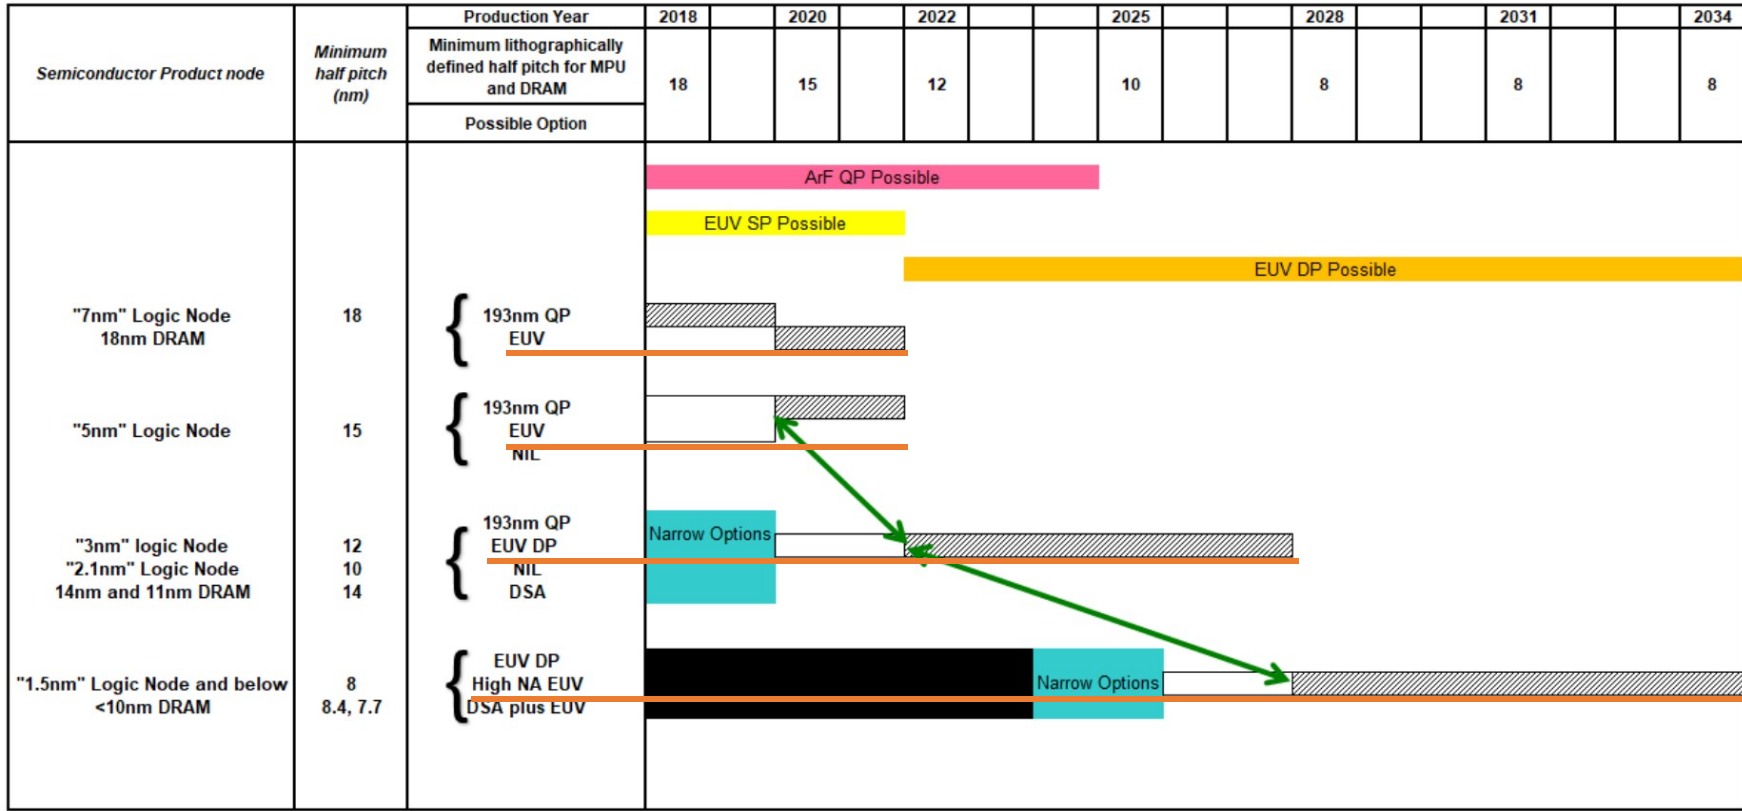 Semiconductor Product node
Minimum
half pitch
(nm)
Production Year
Minimum lithographically
defined half pitch for MPU
and DRAM
Possible Option
2018 2020 2022 2025 2028 2031 2034
18 15 12 10 8 8 8
ArF QP Possible
EUV SP Possible
EUV DP Possible
"7nm" Logic Node
18nm DRAM
18
193nm QP
EUV
"5nm" Logic Node
15
193nm QP
EUV
NIL
"3nm" logic Node
"2.1nm" Logic Node
14nm and 11nm DRAM
12
10
14
193nm QP
EUV DP
NIL
DSA
Narrow Options
"1.5nm" Logic Node and below
<10nm DRAM
8
8.4, 7.7
EUV DP
High NA EUV
DSA plus EUV
Narrow Options